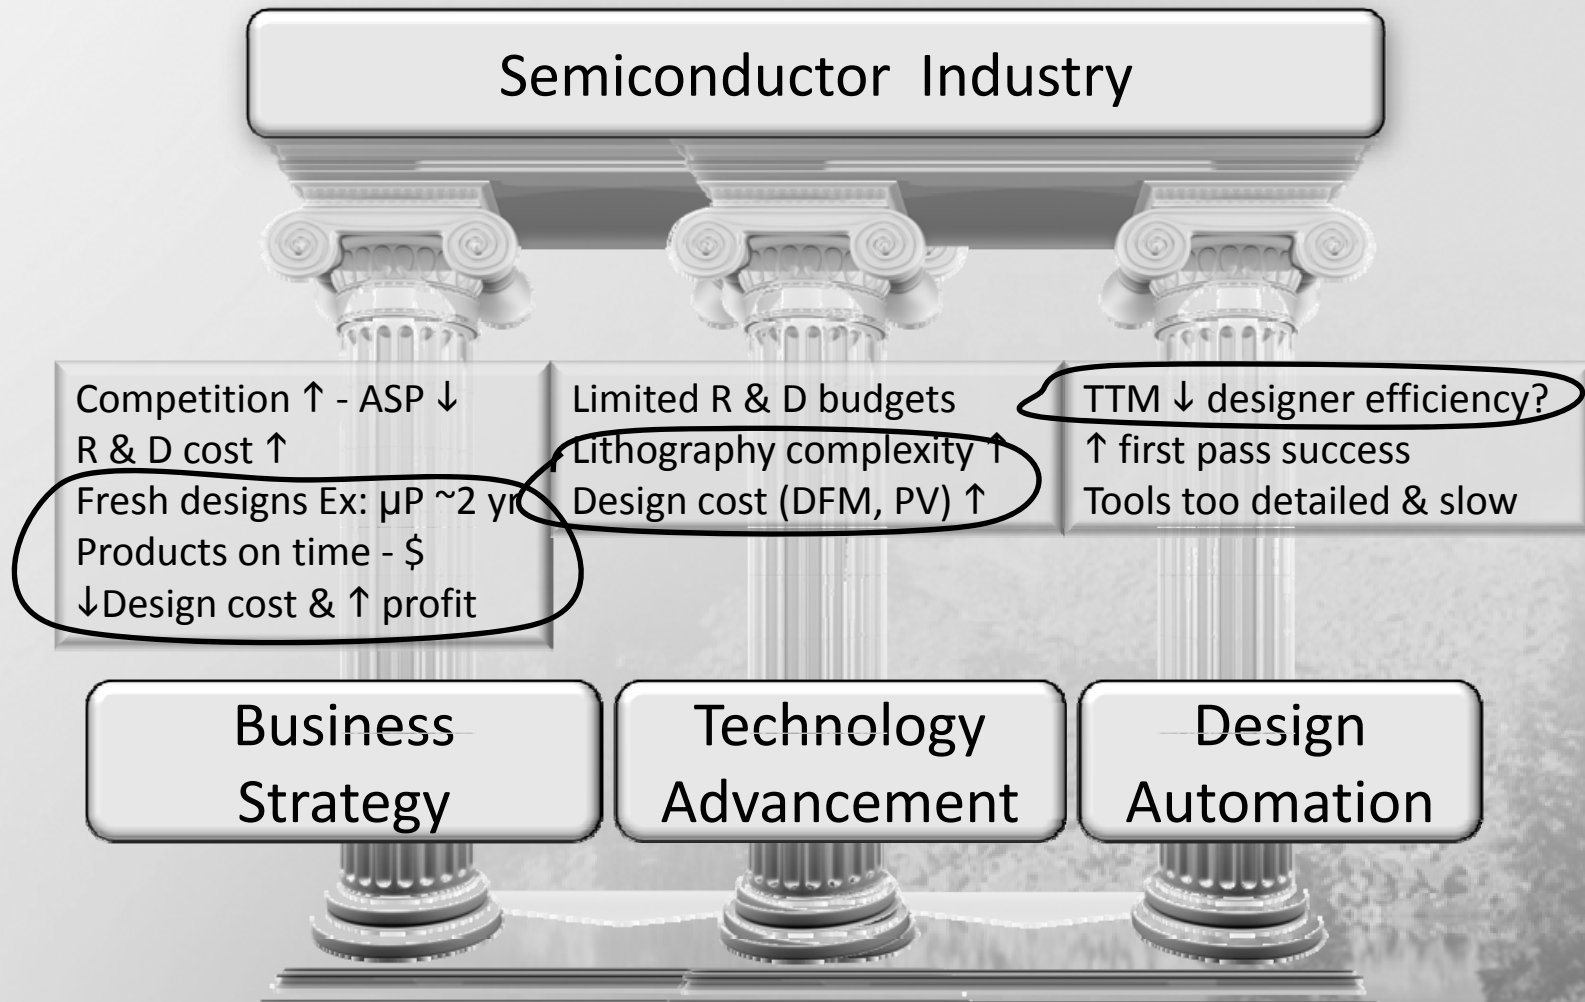 Semiconductor Industry
Competition ↑ - ASP ↓
R & D cost ↑
Fresh designs Ex: µP ~2 yr
Products on time - $
↓Design cost & ↑ profit
Limited R & D budgets
Lithography complexity ↑
Design cost (DFM, PV) ↑
TTM ↓ designer efficiency?
↑ first pass success
Tools too detailed & slow
Business
Strategy
Technology
Advancement
Design
Automation